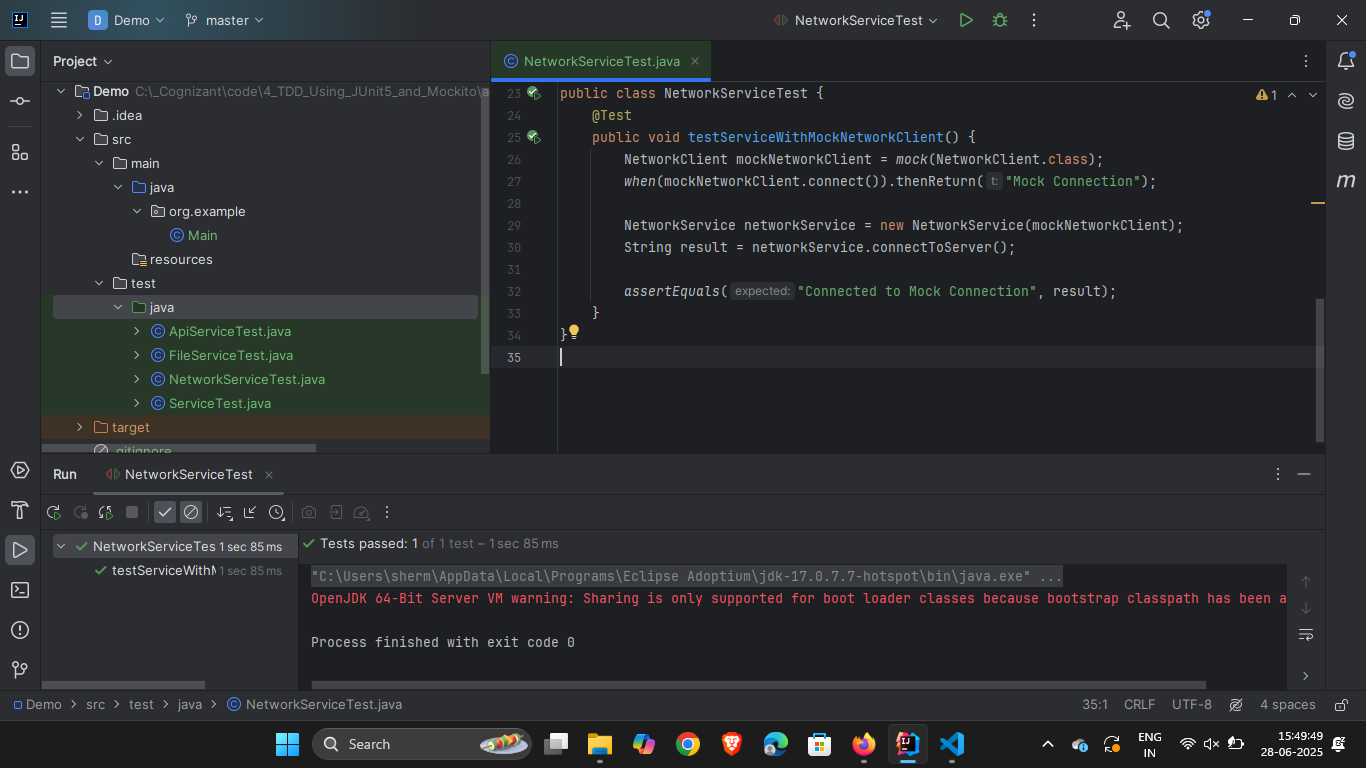 D Demo master NetworkServiceTest
Project
NetworkServiceTest.java
Demo C:\_Cognizant\code\4_TDD_Using_JUnit5_and_Mockito\a
.idea
src
main
java
org.example
Main
resources
test
java
ApiServiceTest.java
FileServiceTest.java
NetworkServiceTest.java
ServiceTest.java
target
.gitignore
1
23 public class NetworkServiceTest {
24 @Test
25 public void testServiceWithMockNetworkClient() {
26 NetworkClient mockNetworkClient = mock(NetworkClient.class);
27 when(mockNetworkClient.connect()).thenReturn( t: "Mock Connection");
28
29 NetworkService networkService = new NetworkService(mockNetworkClient);
30 String result = networkService.connectToServer();
31
32 assertEquals( expected: "Connected to Mock Connection", result);
33 }
34 }
35
Run NetworkServiceTest
NetworkServiceTes 1 sec 85 ms
testServiceWithM 1 sec 85 ms
Tests passed: 1 of 1 test – 1 sec 85 ms
"C:\Users\sherm\AppData\Local\Programs\Eclipse Adoptium\jdk-17.0.7.7-hotspot\bin\java.exe" ...
OpenJDK 64-Bit Server VM warning: Sharing is only supported for boot loader classes because bootstrap classpath has been a
Process finished with exit code 0
Demo > src > test > java > NetworkServiceTest.java
35:1 CRLF UTF-8 4 spaces
Search
ENG
IN
15:49:49
28-06-2025